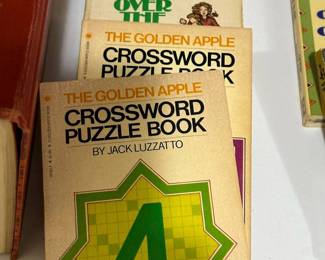 OVER
THE
THE GOLDEN APPLE
CROSSWORD
PUZZLE BOOK
THE GOLDEN APPLE
CROSSWORD
PUZZLE BOOK
BY JACK LUZZATTO
4